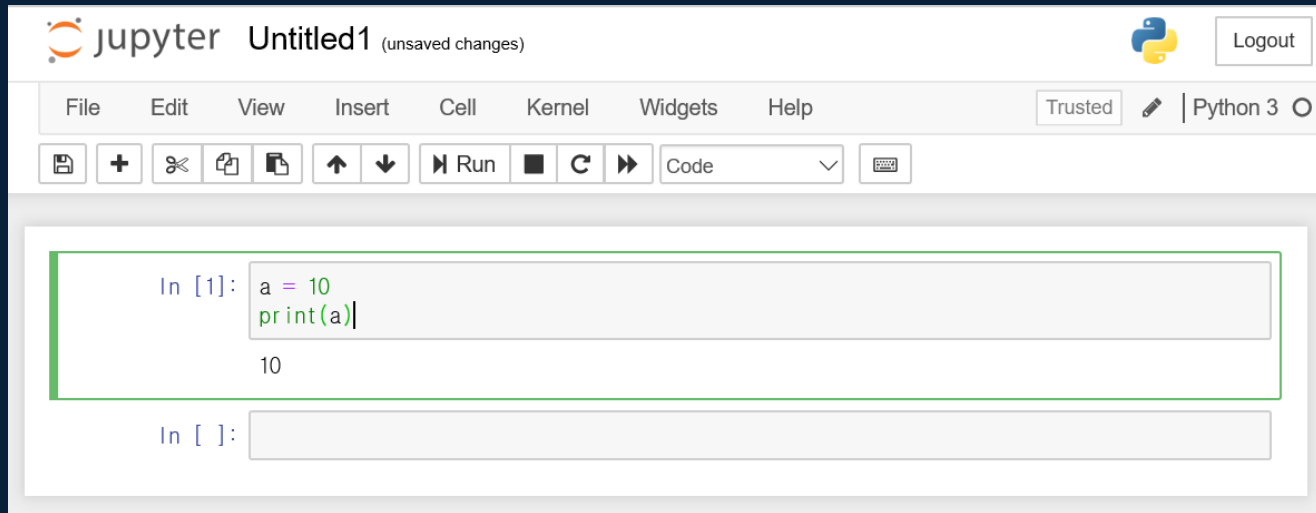 jupyter Untitled1 (unsaved changes) Logout
File Edit View Insert Cell Kernel Widgets Help Trusted Python 3
Run Code
In [1]: a = 10
print(a)
10
In [ ]: